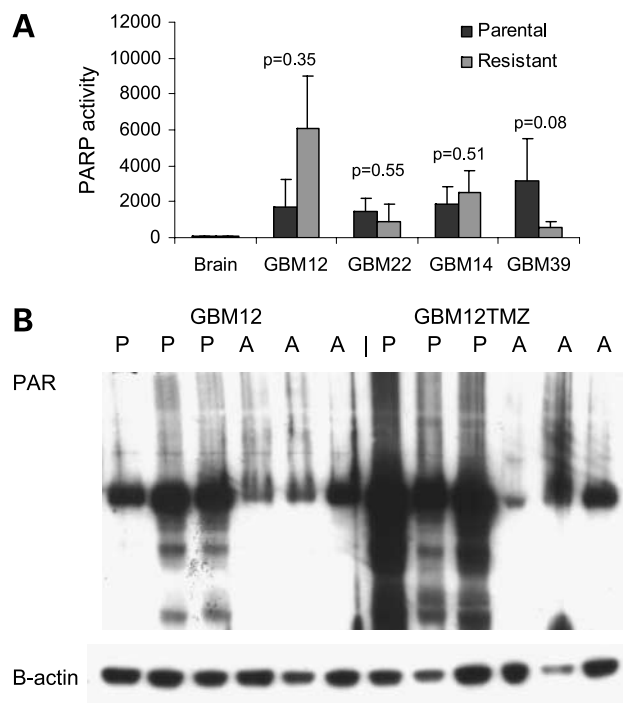 A
PARP activity
12000
10000
8000
6000
4000
2000
0
Parental
Resistant
p=0.35
p=0.55
p=0.51
p=0.08
Brain GBM12 GBM22 GBM14 GBM39
B
GBM12 GBM12TMZ
P P P A A A | P P P A A A
PAR
B-actin